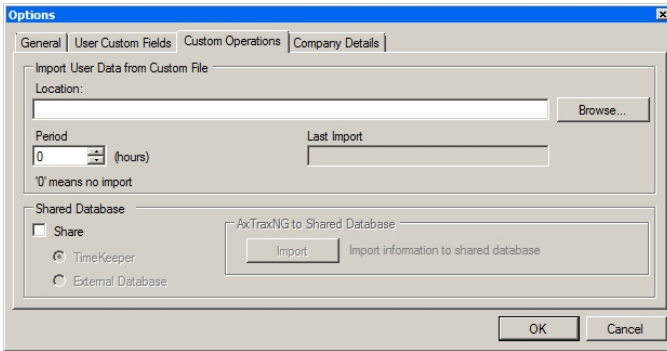 Options
General User Custom Fields Custom Operations Company Details
Import User Data from Custom File
Location:
Browse...
Period Last Import
0 (hours)
'0' means no import
Shared Database
Share
AxTraxNG to Shared Database
Import Import information to shared database
TimeKeeper
External Database
OK Cancel